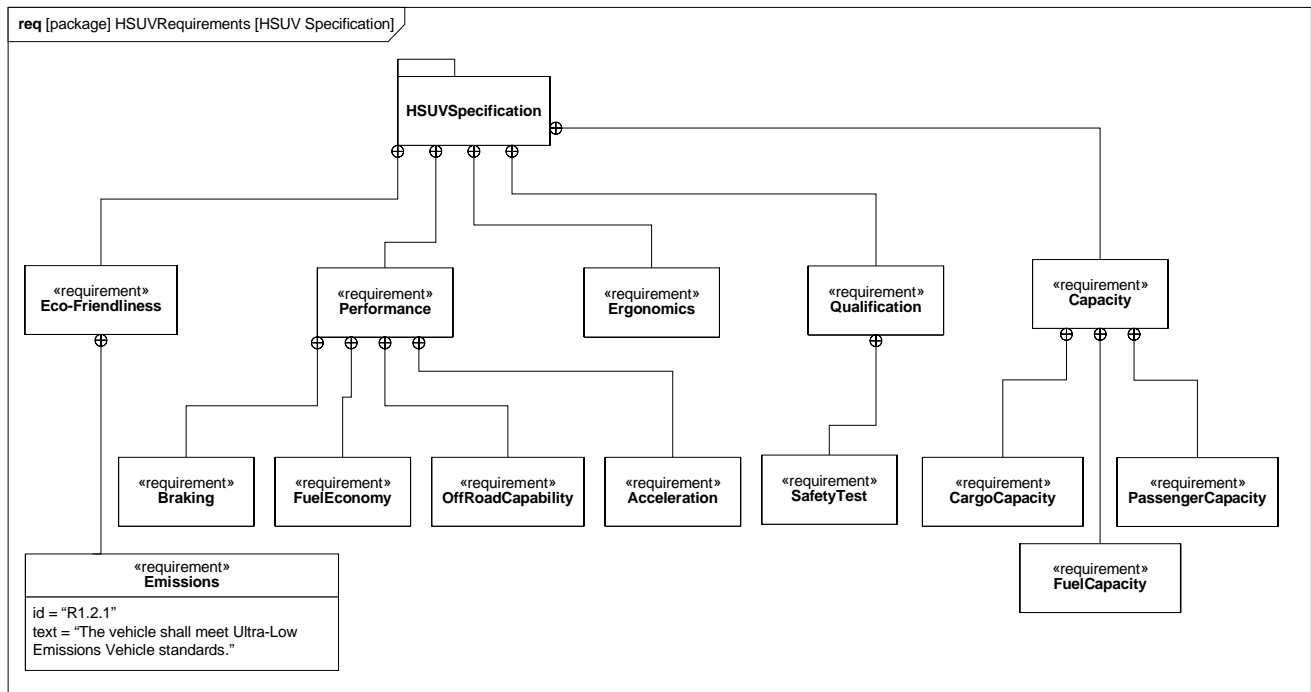 req [package] HSUVRequirements [HSUV Specification]
HSUVSpecification
«requirement»
Eco-Friendliness
«requirement»
Performance
«requirement»
Ergonomics
«requirement»
Qualification
«requirement»
Capacity
«requirement»
Braking
«requirement»
FuelEconomy
«requirement»
OffRoadCapability
«requirement»
Acceleration
«requirement»
SafetyTest
«requirement»
CargoCapacity
«requirement»
PassengerCapacity
«requirement»
Emissions
id = “R1.2.1”
text = “The vehicle shall meet Ultra-Low
Emissions Vehicle standards.”
«requirement»
FuelCapacity